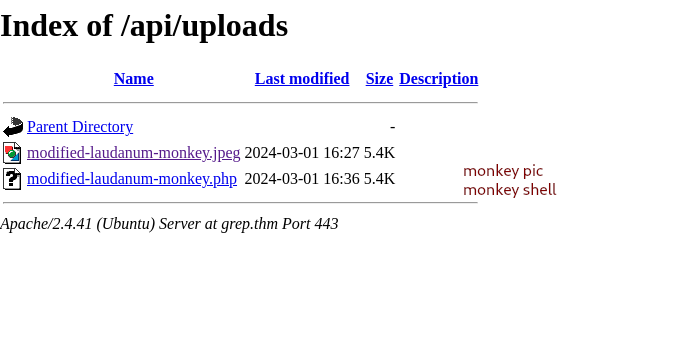 Index of /api/uploads
Name Last modified Size Description
Parent Directory -
modified-laudanum-monkey.jpeg 2024-03-01 16:27 5.4K
modified-laudanum-monkey.php 2024-03-01 16:36 5.4K
monkey pic
monkey shell
Apache/2.4.41 (Ubuntu) Server at grep.thm Port 443